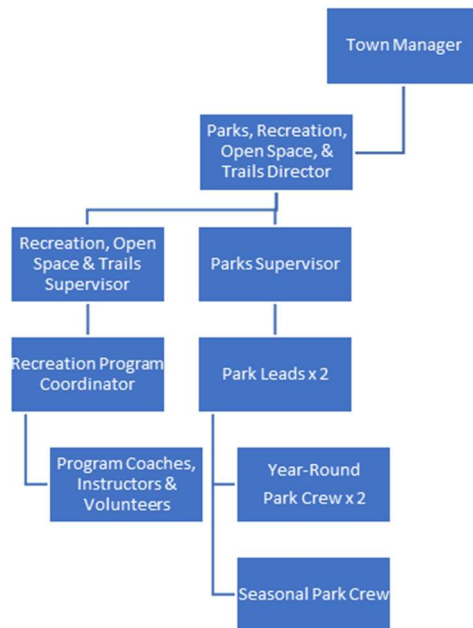 Town Manager
Parks, Recreation,
Open Space, &
Trails Director
Recreation, Open
Space & Trails
Supervisor
Parks Supervisor
Recreation Program
Coordinator
Park Leads x 2
Program Coaches,
Instructors &
Volunteers
Year-Round
Park Crew x 2
Seasonal Park Crew